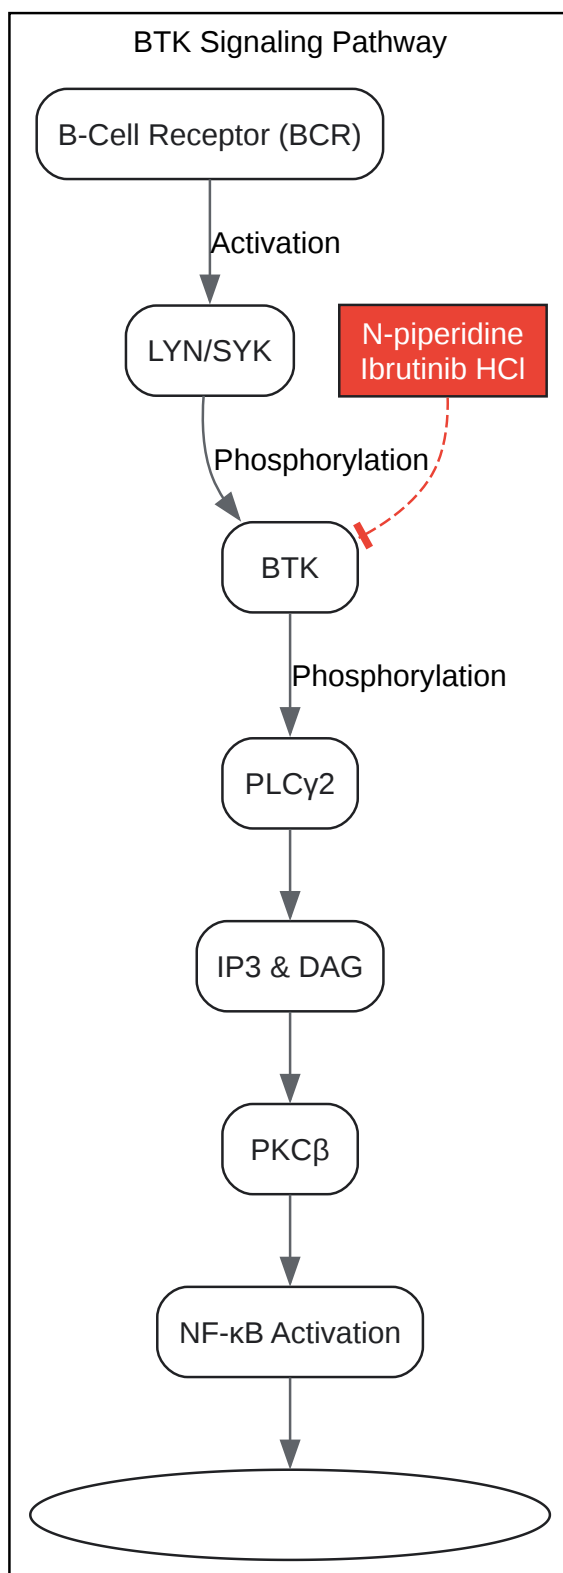 BTK Signaling Pathway
B-Cell Receptor (BCR)
Activation
LYN/SYK
N-piperidine
Ibrutinib HCl
Phosphorylation
BTK
Phosphorylation
PLCγ2
IP3 & DAG
PKCβ
NF-κB Activation